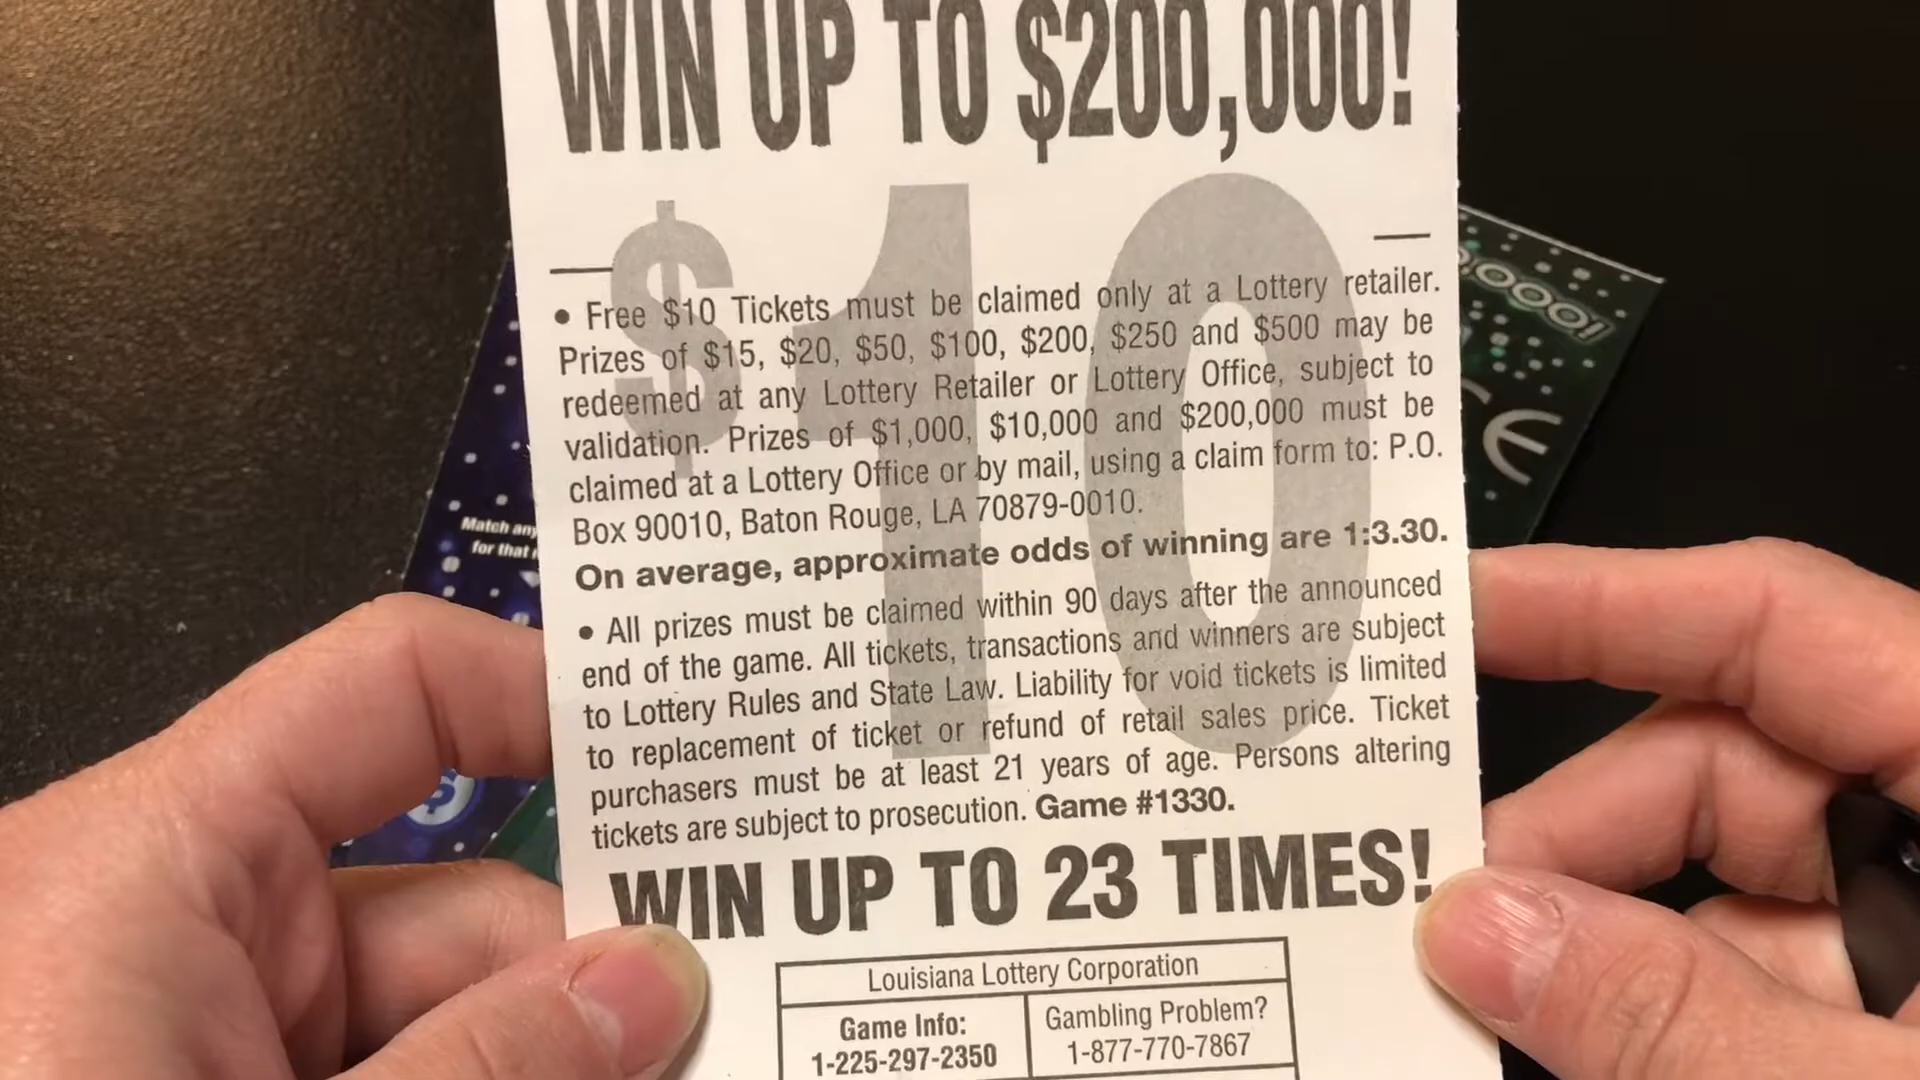 WIN UP TO $200,000!
$10
• Free $10 Tickets must be claimed only at a Lottery retailer.
Prizes of $15, $20, $50, $100, $200, $250 and $500 may be
redeemed at any Lottery Retailer or Lottery Office, subject to
validation. Prizes of $1,000, $10,000 and $200,000 must be
claimed at a Lottery Office or by mail, using a claim form to: P.O.
Box 90010, Baton Rouge, LA 70879-0010.
On average, approximate odds of winning are 1:3.30.
• All prizes must be claimed within 90 days after the announced
end of the game. All tickets, transactions and winners are subject
to Lottery Rules and State Law. Liability for void tickets is limited
to replacement of ticket or refund of retail sales price. Ticket
purchasers must be at least 21 years of age. Persons altering
tickets are subject to prosecution. Game #1330.
WIN UP TO 23 TIMES!
Louisiana Lottery Corporation
Game Info:
1-225-297-2350
Gambling Problem?
1-877-770-7867
Match any
for that